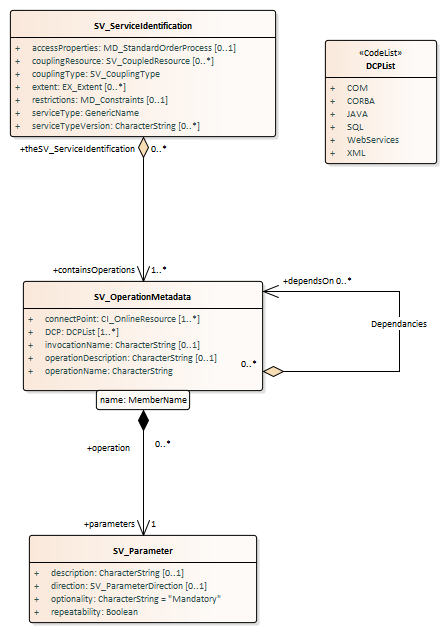 SV_ServiceIdentification
+ accessProperties: MD_StandardOrderProcess [0..1]
+ couplingResource: SV_CoupledResource [0..*]
+ couplingType: SV_CouplingType
+ extent: EX_Extent [0..*]
+ restrictions: MD_Constraints [0..1]
+ serviceType: GenericName
+ serviceTypeVersion: CharacterString [0..*]
«CodeList»
DCPList
+ COM
+ CORBA
+ JAVA
+ SQL
+ WebServices
+ XML
+theSV_ServiceIdentification 0..*
+containsOperations 1..*
SV_OperationMetadata
+ connectPoint: CI_OnlineResource [1..*]
+ DCP: DCPList [1..*]
+ invocationName: CharacterString [0..1]
+ operationDescription: CharacterString [0..1]
+ operationName: CharacterString
+dependsOn 0..*
Dependancies
0..*
name: MemberName
+operation 0..*
+parameters 1
SV_Parameter
+ description: CharacterString [0..1]
+ direction: SV_ParameterDirection [0..1]
+ optionality: CharacterString = "Mandatory"
+ repeatability: Boolean